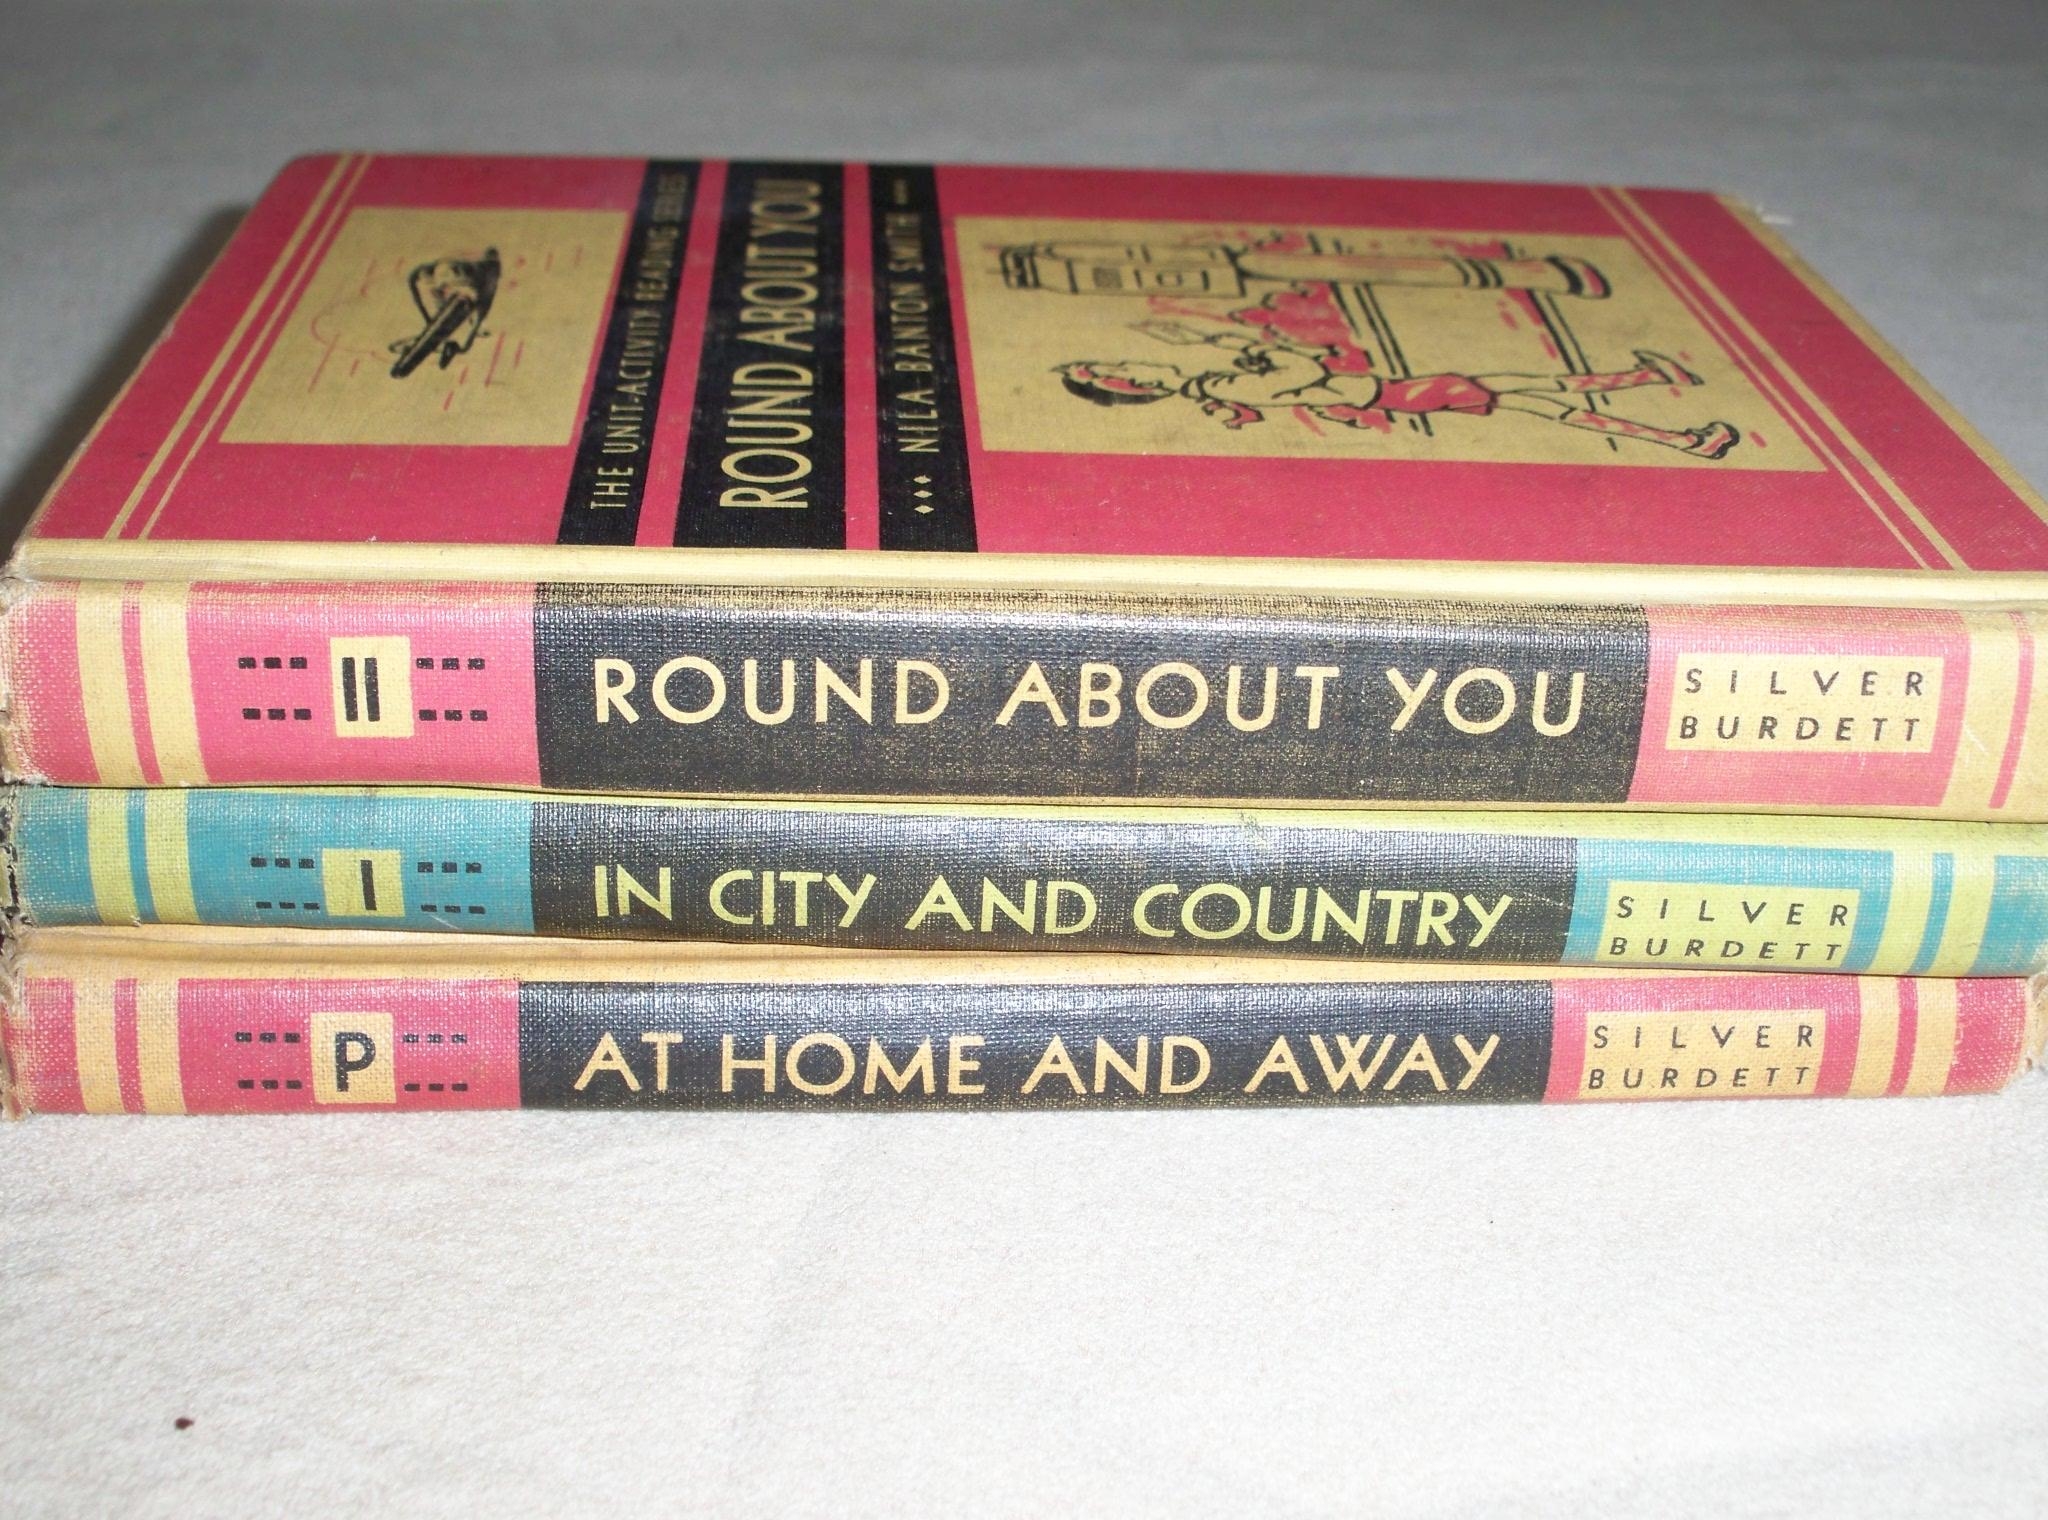 THE UNIT-ACTIVITY READING SERIES
ROUND ABOUT YOU
NILA BANTON SMITH
II
ROUND ABOUT YOU
SILVER
BURDETT
I
IN CITY AND COUNTRY
SILVER
BURDETT
P
AT HOME AND AWAY
SILVER
BURDETT